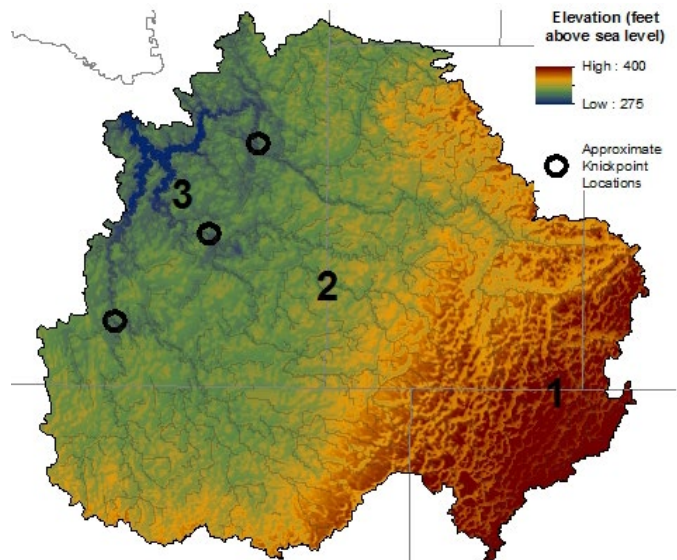 Elevation (feet
above sea level)
High : 400
Low : 275
Approximate
Knickpoint
Locations
3
2
1